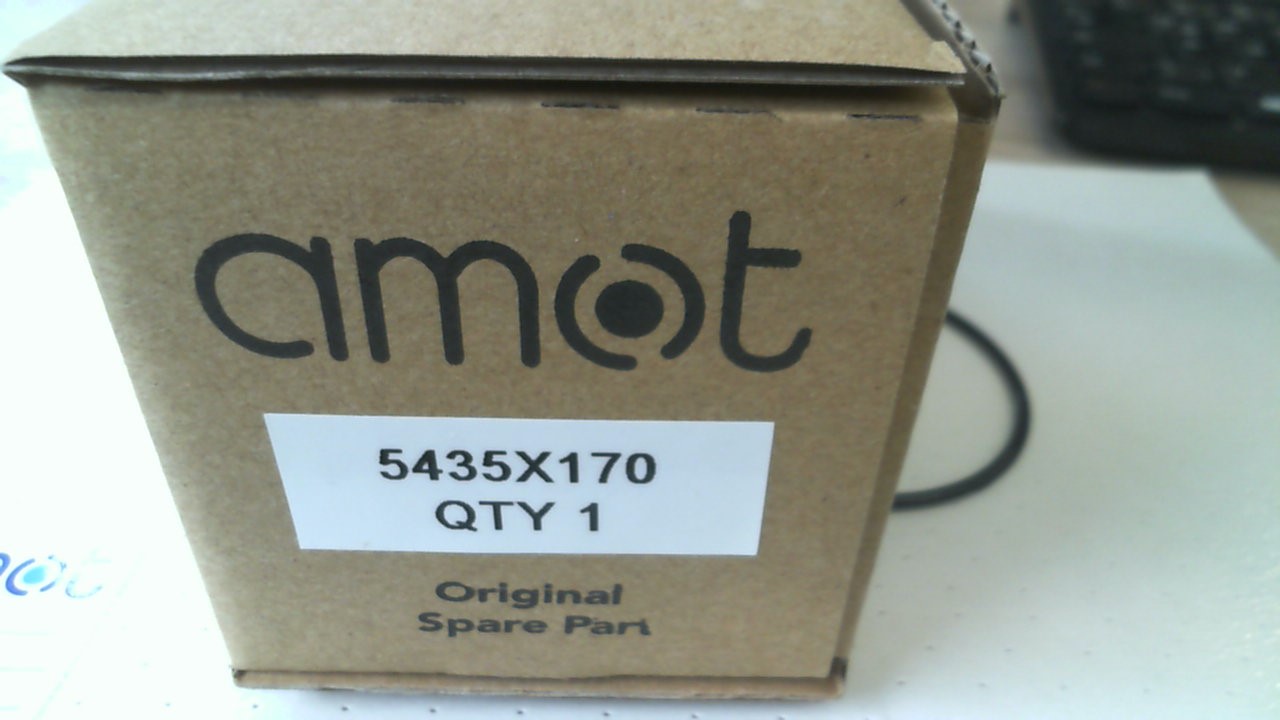 amot
5435X170
QTY 1
Original
Spare Part